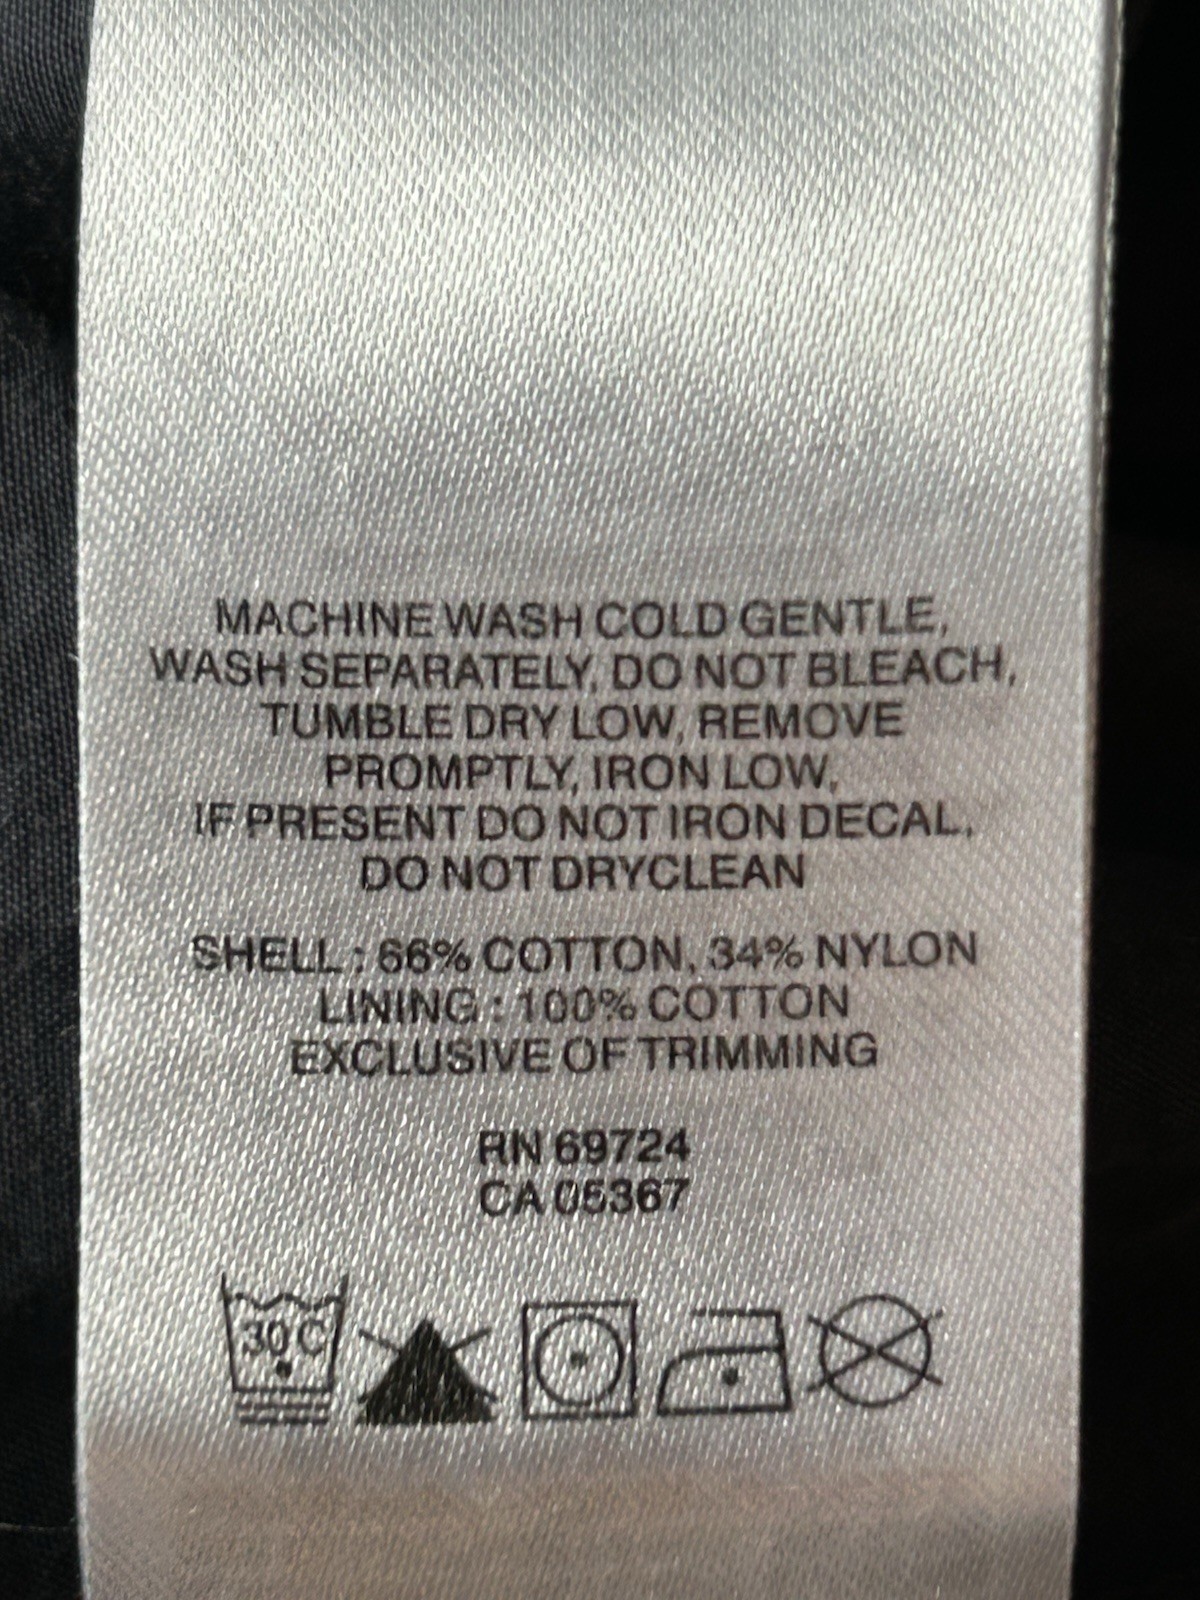 MACHINE WASH COLD GENTLE,
WASH SEPARATELY, DO NOT BLEACH,
TUMBLE DRY LOW, REMOVE
PROMPTLY, IRON LOW,
IF PRESENT DO NOT IRON DECAL,
DO NOT DRYCLEAN
SHELL : 66% COTTON, 34% NYLON
LINING : 100% COTTON
EXCLUSIVE OF TRIMMING
RN 69724
CA 05367
30 C